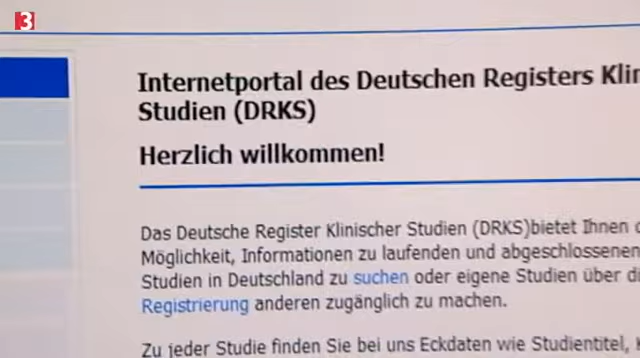 3
Internetportal des Deutschen Registers
Studien (DRKS)
Herzlich willkommen!
Das Deutsche Register Klinischer Studien (DRKS)bietet Ihnen
Möglichkeit, Informationen zu laufenden und abgeschlossenen
Studien in Deutschland zu suchen oder eigene Studien über
Registrierung anderen zugänglich zu machen.
Zu jeder Studie finden Sie bei uns Eckdaten wie Studientitel,